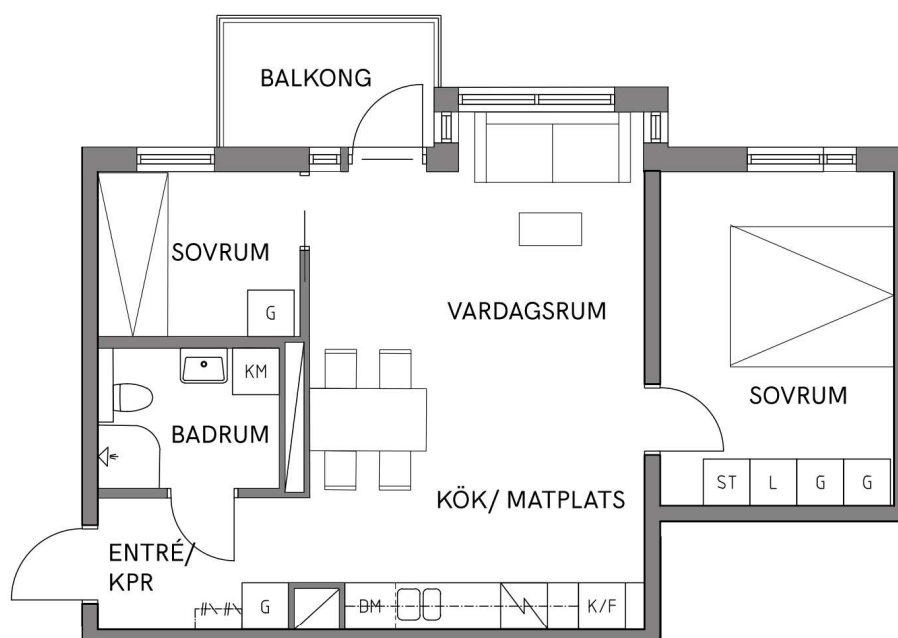 BALKONG
SOVRUM
G
VARDAGSRUM
KM
BADRUM
SOVRUM
ST L G G
KÖK/ MATPLATS
ENTRÉ/
KPR
G
DM
K/F